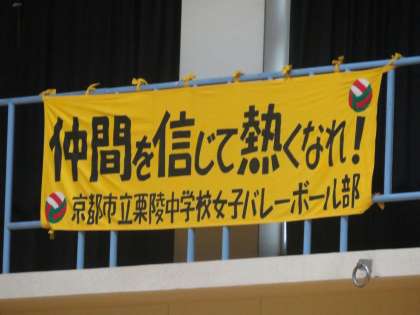 仲間を信じて熱くなれ!
京都市立栗陵中学校女子バレーボール部